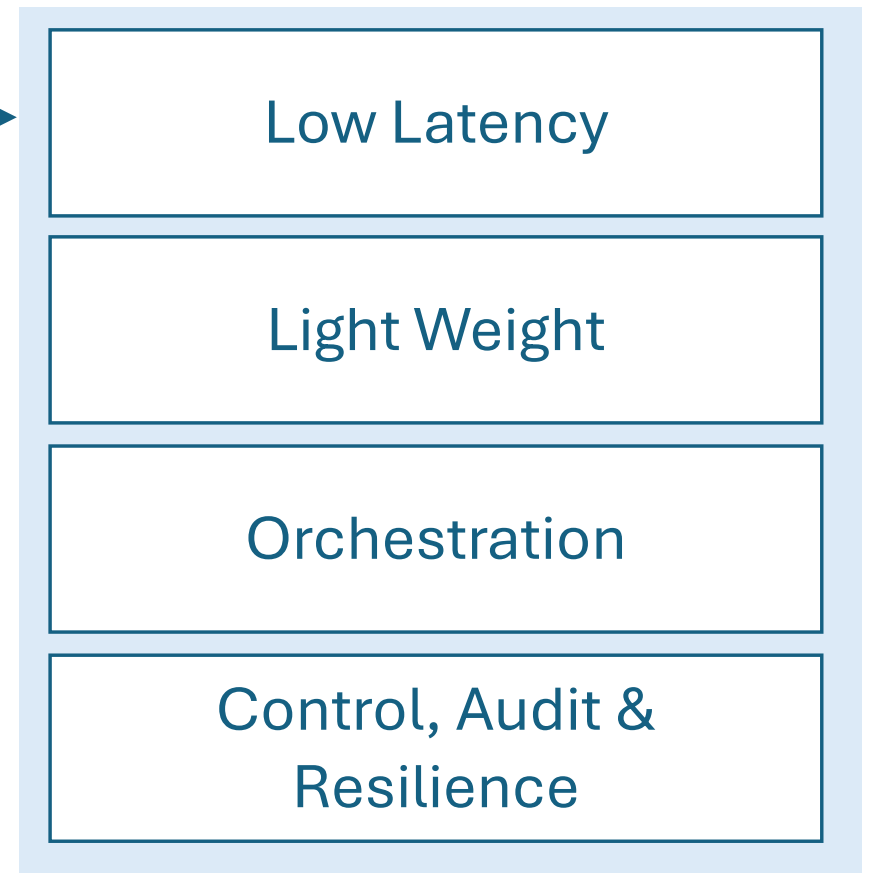 Low Latency
Light Weight
Orchestration
Control, Audit &
Resilience